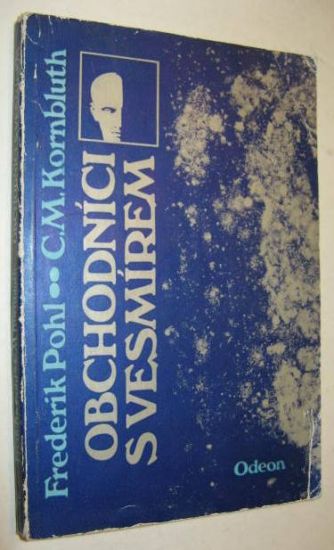 Frederik Pohl •• C.M. Kornbluth
OBCHODNÍCI
S VESMÍREM
Odeon